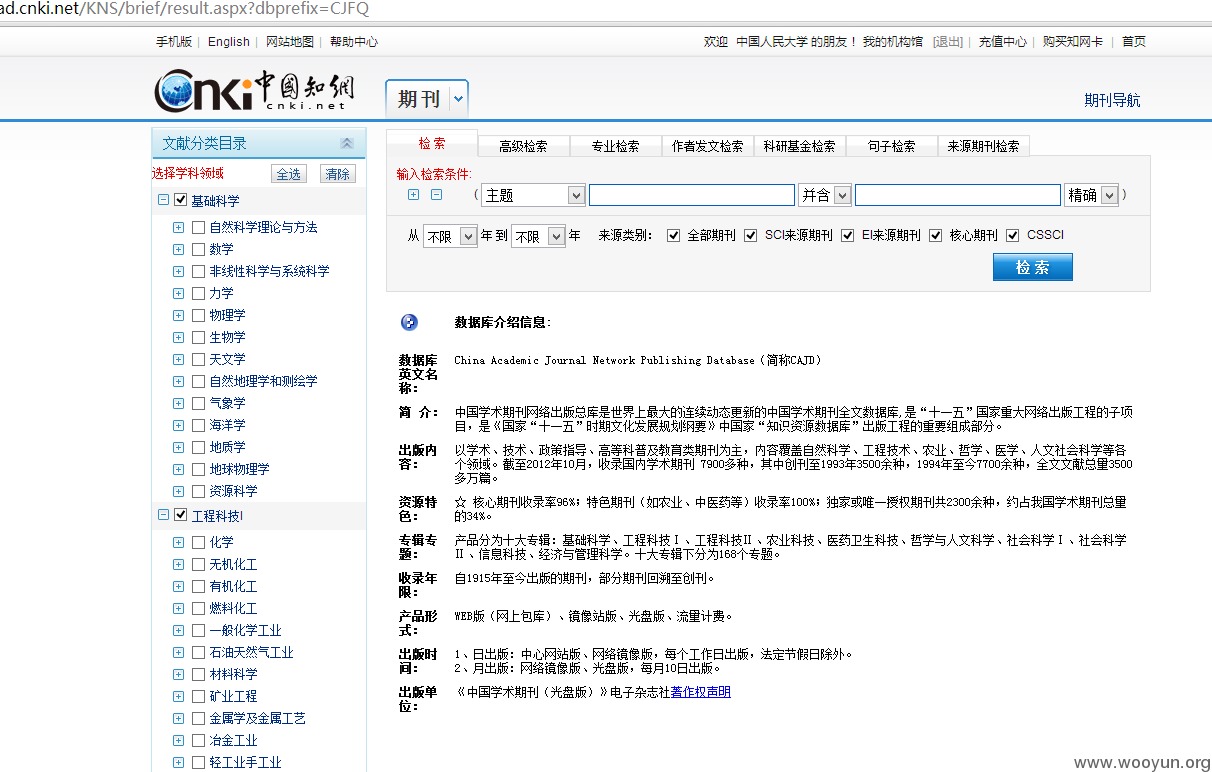 ad.cnki.net/KNS/brief/result.aspx?dbprefix=CJFQ
手机版 | English | 网站地图 | 帮助中心
欢迎 中国人民大学 的朋友！ 我的机构馆 [退出] | 充值中心 | 购买知网卡 | 首页
Cnki 中國知網
cnki.net
期刊
期刊导航
文献分类目录
选择学科领域 全选 清除
基础科学
自然科学理论与方法
数学
非线性科学与系统科学
力学
物理学
生物学
天文学
自然地理学和测绘学
气象学
海洋学
地质学
地球物理学
资源科学
工程科技I
化学
无机化工
有机化工
燃料化工
一般化学工业
石油天然气工业
材料科学
矿业工程
金属学及金属工艺
冶金工业
轻工业手工业
检索 高级检索 专业检索 作者发文检索 科研基金检索 句子检索 来源期刊检索
输入检索条件:
( 主题 并含 精确 )
从 不限 年 到 不限 年 来源类别： 全部期刊 SCI来源期刊 EI来源期刊 核心期刊 CSSCI
检索
数据库介绍信息:
数据库英文名称： China Academic Journal Network Publishing Database（简称CAJD）
简 介： 中国学术期刊网络出版总库是世界上最大的连续动态更新的中国学术期刊全文数据库,是“十一五”国家重大网络出版工程的子项
目，是《国家“十一五”时期文化发展规划纲要》中国家“知识资源数据库”出版工程的重要组成部分。
出版内容： 以学术、技术、政策指导、高等科普及教育类期刊为主，内容覆盖自然科学、工程技术、农业、哲学、医学、人文社会科学等各
个领域。截至2012年10月，收录国内学术期刊 7900多种，其中创刊至1993年3500余种，1994年至今7700余种，全文文献总量3500
多万篇。
资源特色： ☆ 核心期刊收录率96%；特色期刊（如农业、中医药等）收录率100%；独家或唯一授权期刊共2300余种，约占我国学术期刊总量
的34%。
专辑专题： 产品分为十大专辑：基础科学、工程科技Ⅰ、工程科技Ⅱ、农业科技、医药卫生科技、哲学与人文科学、社会科学Ⅰ、社会科学
Ⅱ、信息科技、经济与管理科学。十大专辑下分为168个专题。
收录年限： 自1915年至今出版的期刊，部分期刊回溯至创刊。
产品形式： WEB版（网上包库）、镜像站版、光盘版、流量计费。
出版时间： 1、日出版：中心网站版、网络镜像版，每个工作日出版，法定节假日除外。
2、月出版：网络镜像版、光盘版，每月10日出版。
出版单位： 《中国学术期刊（光盘版）》电子杂志社著作权声明
www.wooyun.org